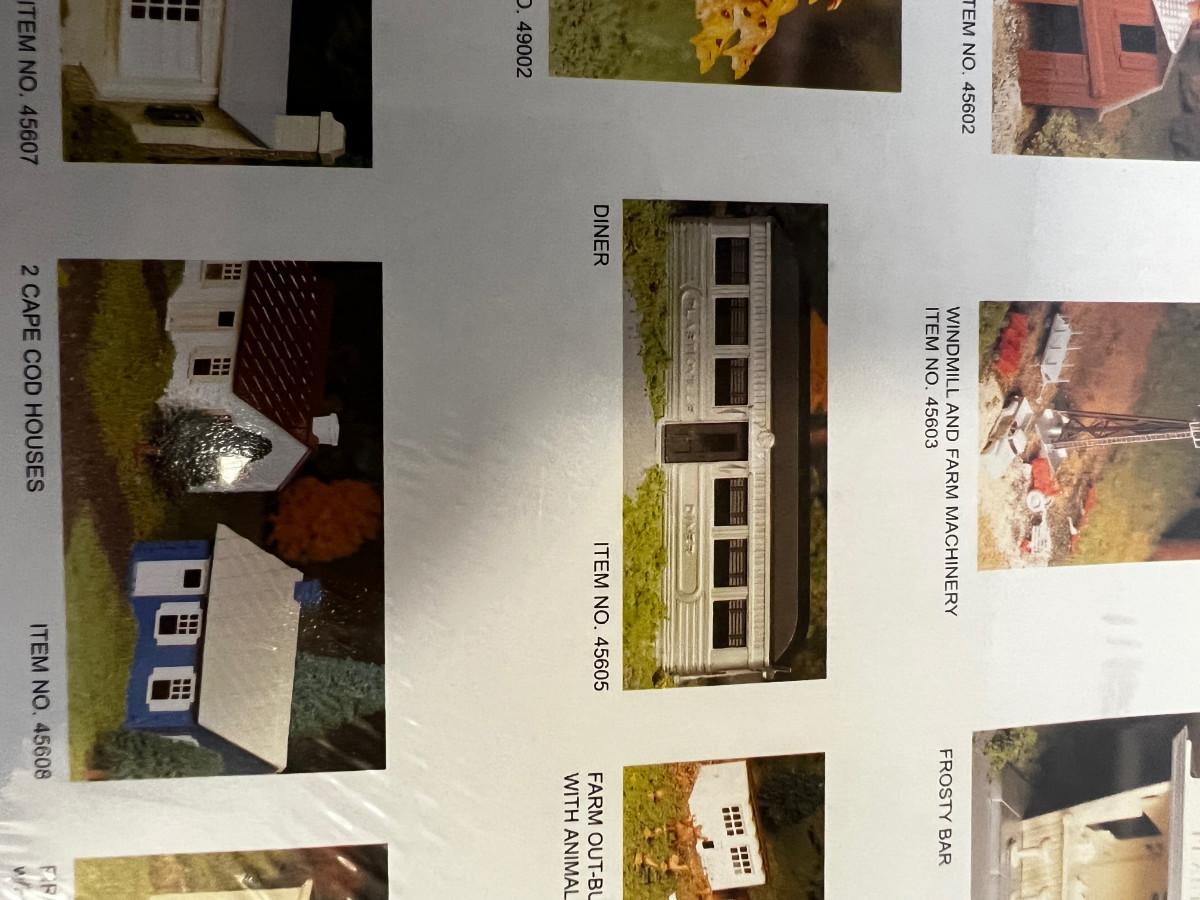 ITEM NO. 45602
WINDMILL AND FARM MACHINERY
ITEM NO. 45603
FROSTY BAR
49002
DINER
ITEM NO. 45605
FARM OUT-BU
WITH ANIMAL
ITEM NO. 45607
2 CAPE COD HOUSES
ITEM NO. 45608